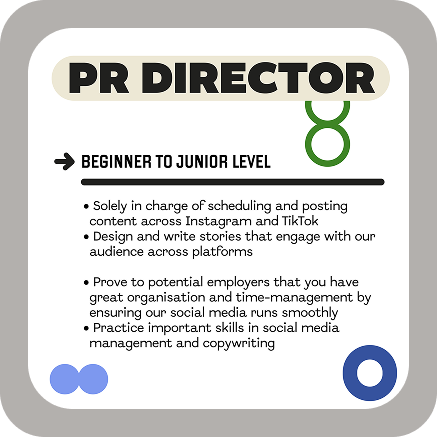 PR DIRECTOR
BEGINNER TO JUNIOR LEVEL
• Solely in charge of scheduling and posting
content across Instagram and TikTok
• Design and write stories that engage with our
audience across platforms
• Prove to potential employers that you have
great organisation and time-management by
ensuring our social media runs smoothly
• Practice important skills in social media
management and copywriting